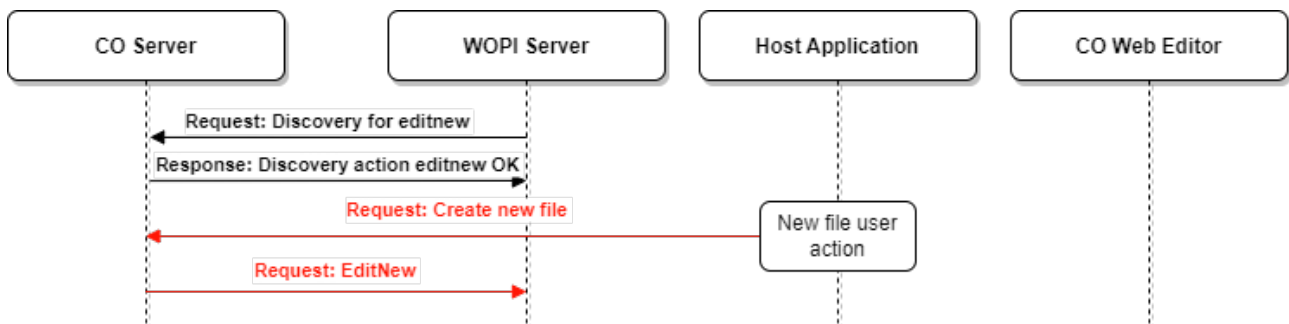 CO Server
WOPI Server
Host Application
CO Web Editor
Request: Discovery for editnew
Response: Discovery action editnew OK
Request: Create new file
New file user
action
Request: EditNew